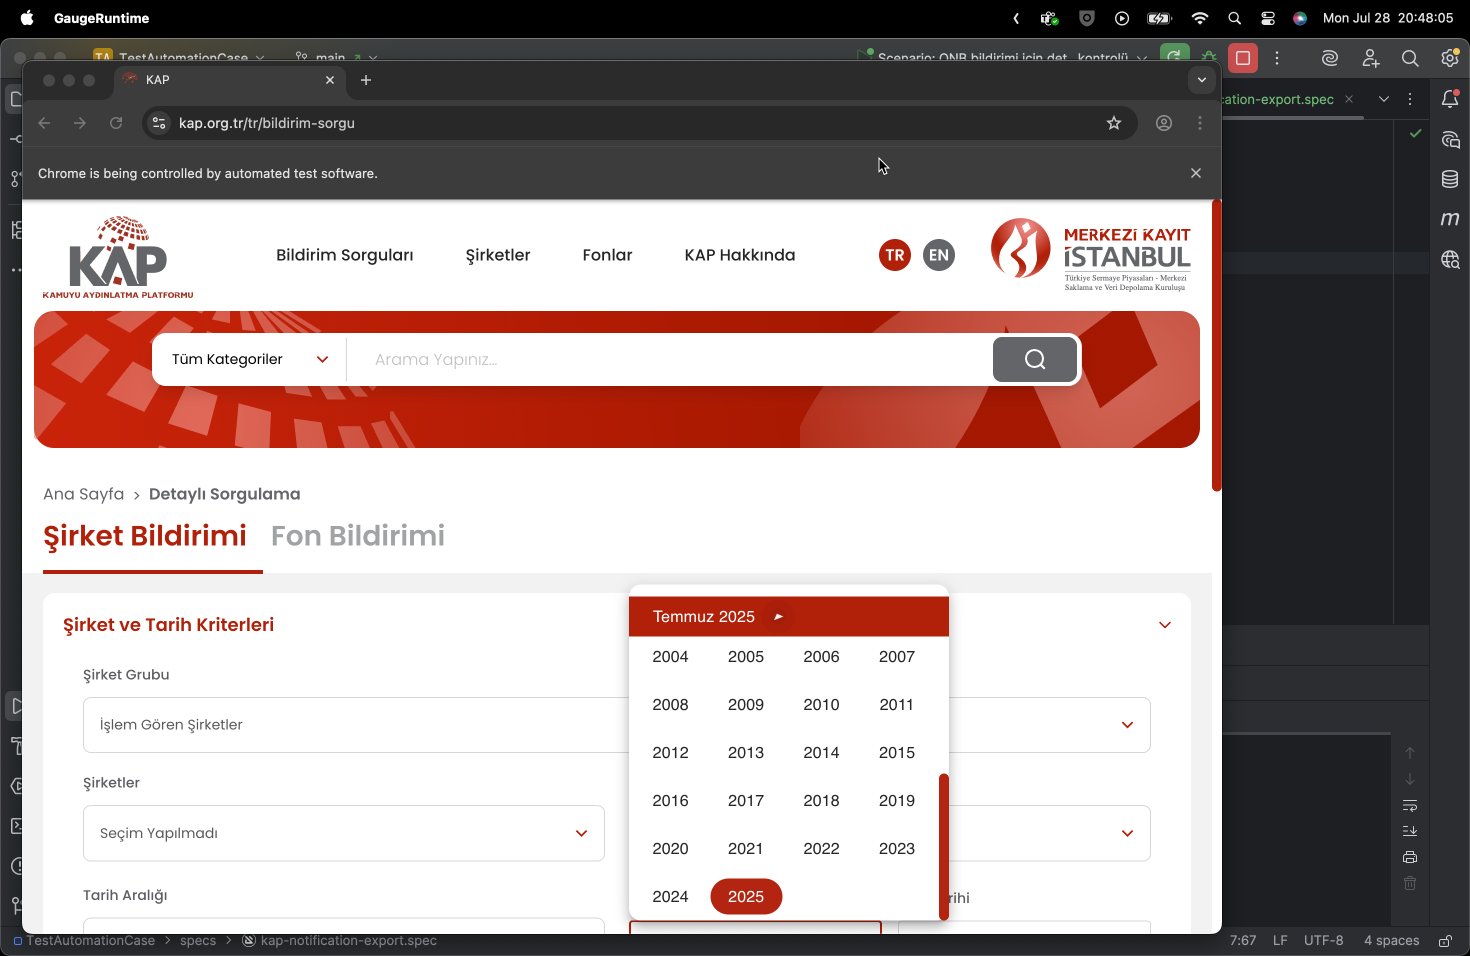 GaugeRuntime
Mon Jul 28 20:48:05
TA TestAutomationCase main
Scenario: QNB bildirimi için det... kontrolü
KAP
cation-export.spec
kap.org.tr/tr/bildirim-sorgu
Chrome is being controlled by automated test software.
KAP
KAMUYU AYDINLATMA PLATFORMU
Bildirim Sorguları Şirketler Fonlar KAP Hakkında
TR EN
MERKEZİ KAYIT
İSTANBUL
Türkiye Sermaye Piyasaları - Merkezi
Saklama ve Veri Depolama Kuruluşu
Tüm Kategoriler
Arama Yapınız...
Ana Sayfa > Detaylı Sorgulama
Şirket Bildirimi Fon Bildirimi
Şirket ve Tarih Kriterleri
Temmuz 2025
2004 2005 2006 2007
2008 2009 2010 2011
2012 2013 2014 2015
2016 2017 2018 2019
2020 2021 2022 2023
2024 2025
Şirket Grubu
İşlem Gören Şirketler
Şirketler
Seçim Yapılmadı
Tarih Aralığı
rihi
TestAutomationCase > specs > kap-notification-export.spec
7:67 LF UTF-8 4 spaces